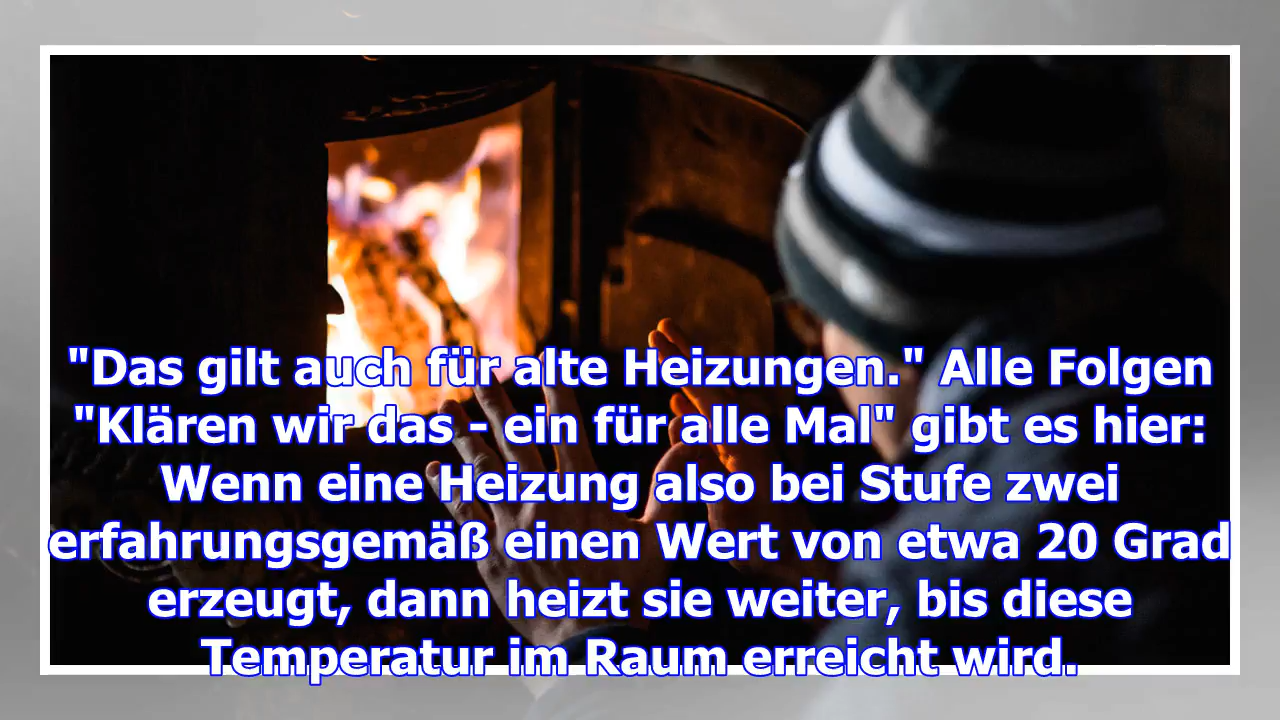 "Das gilt auch für alte Heizungen." Alle Folgen
"Klären wir das - ein für alle Mal" gibt es hier:
Wenn eine Heizung also bei Stufe zwei
erfahrungsgemäß einen Wert von etwa 20 Grad
erzeugt, dann heizt sie weiter, bis diese
Temperatur im Raum erreicht wird.